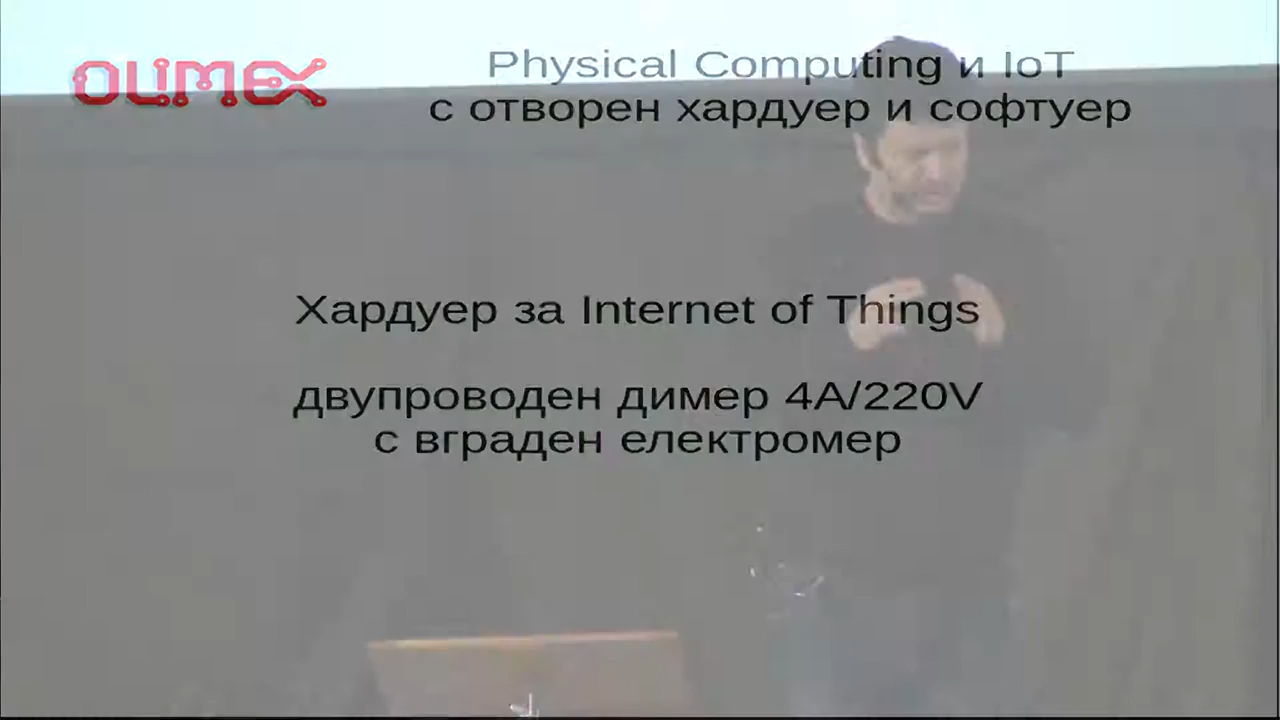 OLIMEX
Physical Computing и IoT
с отворен хардуер и софтуер
Хардуер за Internet of Things
двупроводен димер 4A/220V
с вграден електромер